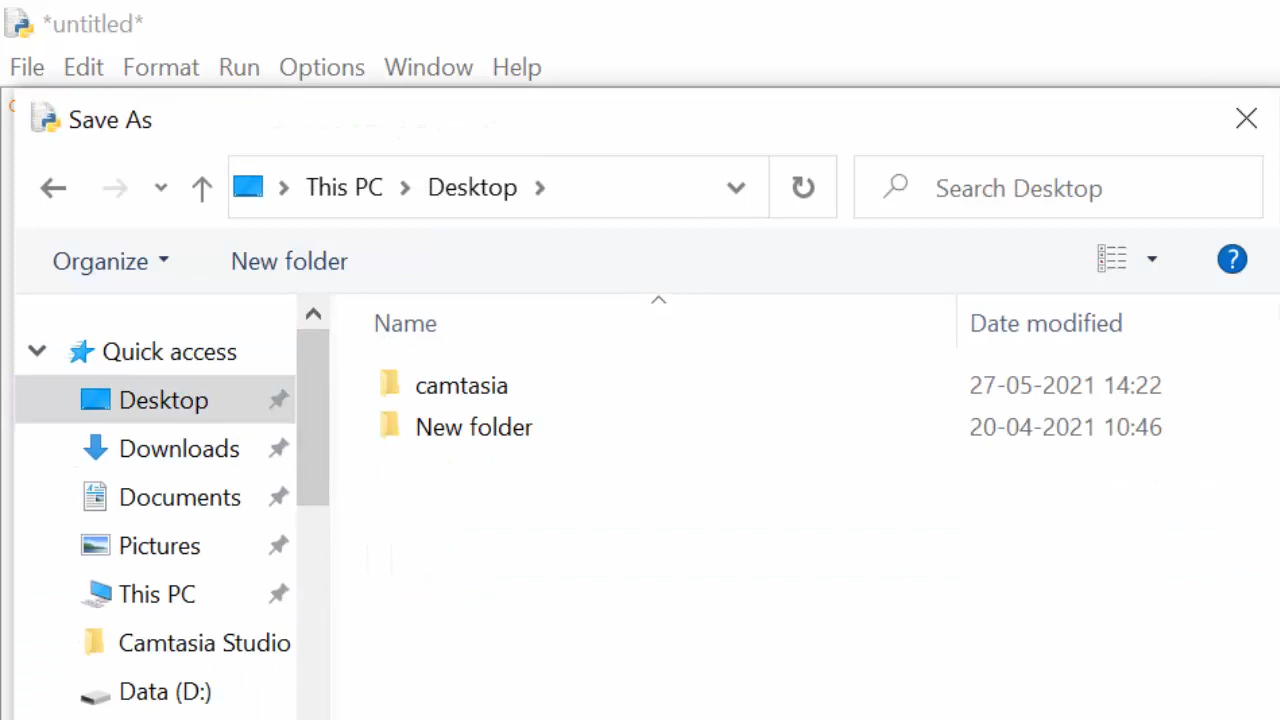 *untitled*
File Edit Format Run Options Window Help
Save As
This PC Desktop Search Desktop
Organize New folder
Name Date modified
Quick access
Desktop
Downloads
Documents
Pictures
This PC
Camtasia Studio
Data (D:)
camtasia 27-05-2021 14:22
New folder 20-04-2021 10:46